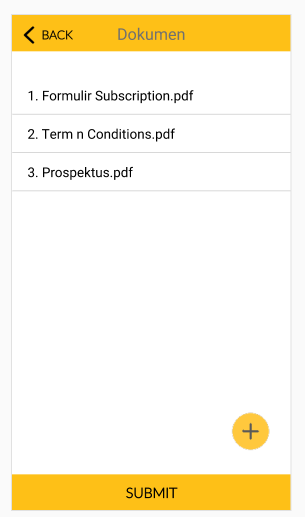 BACK Dokumen
1. Formulir Subscription.pdf
2. Term n Conditions.pdf
3. Prospektus.pdf
+
SUBMIT